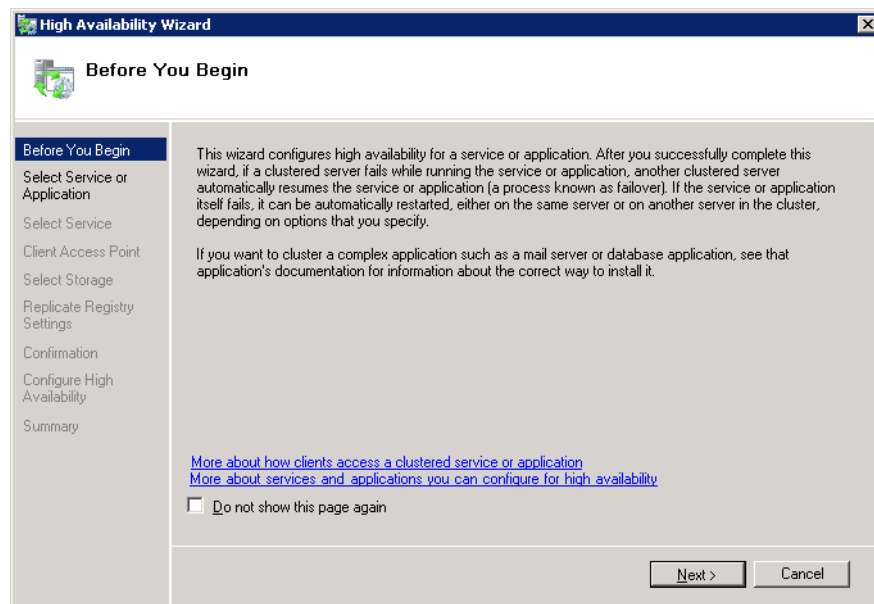 High Availability Wizard
Before You Begin
Before You Begin
Select Service or
Application
Select Service
Client Access Point
Select Storage
Replicate Registry
Settings
Confirmation
Configure High
Availability
Summary
This wizard configures high availability for a service or application. After you successfully complete this
wizard, if a clustered server fails while running the service or application, another clustered server
automatically resumes the service or application (a process known as failover). If the service or application
itself fails, it can be automatically restarted, either on the same server or on another server in the cluster,
depending on options that you specify.
If you want to cluster a complex application such as a mail server or database application, see that
application's documentation for information about the correct way to install it.
More about how clients access a clustered service or application
More about services and applications you can configure for high availability
Do not show this page again
Next >
Cancel